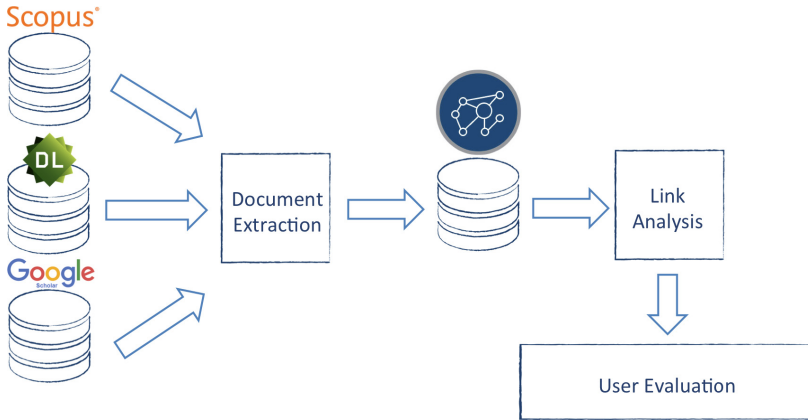 Scopus®
DL
Google
Scholar
Document
Extraction
Link
Analysis
User Evaluation